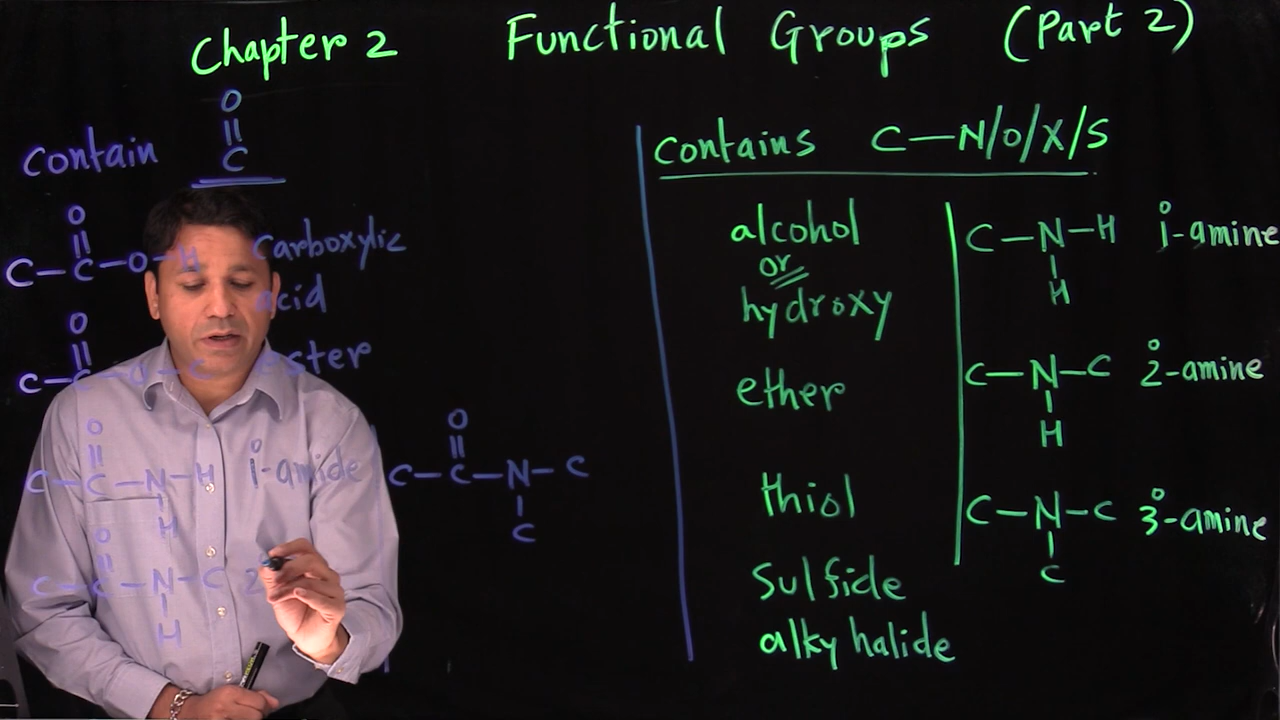 Chapter 2 Functional Groups (Part 2)
O
||
Contain C
O
||
C—C—O—H Carboxylic
acid
O
||
C—C—O—C ester
O
||
C—C—N—H 1°-amide
|
H
O
||
C—C—N—C 2
|
H
O
||
C—C—N—C
|
C
Contains C—N/O/X/S
alcohol
or
hydroxy
ether
thiol
Sulfide
alky halide
C—N—H 1°-amine
|
H
C—N—C 2°-amine
|
H
C—N—C 3°-amine
|
C